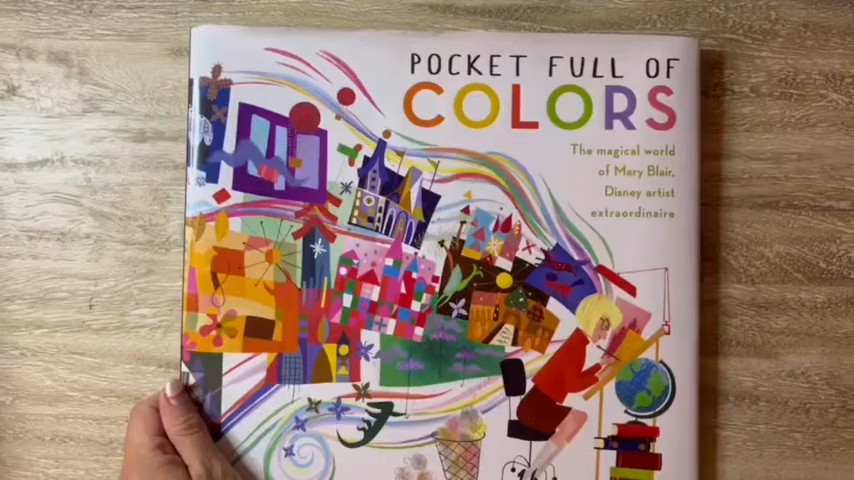 POCKET FULL OF
COLORS
The magical world
of Mary Blair,
Disney artist
extraordinaire